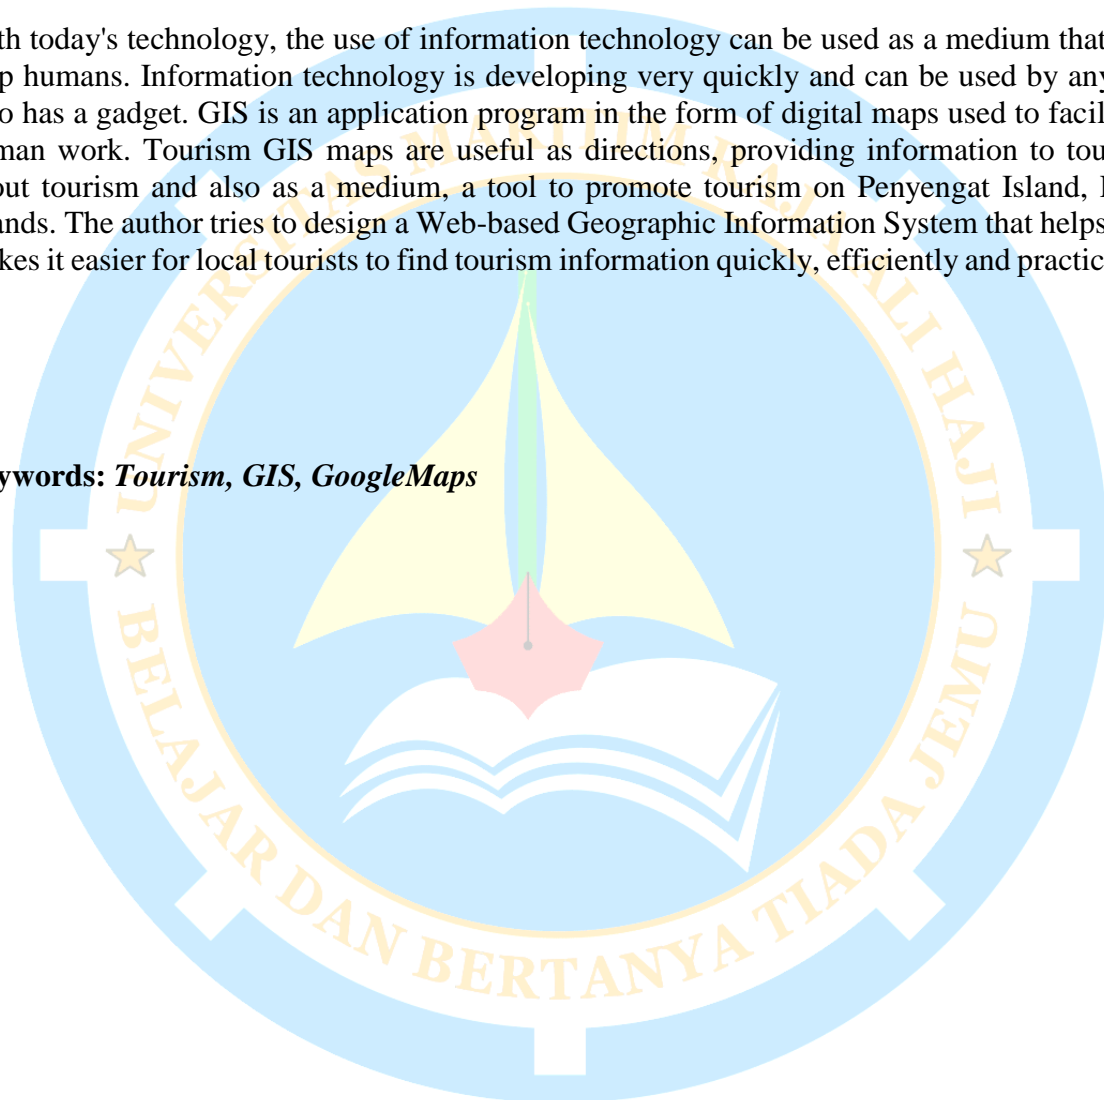 th today's technology, the use of information technology can be used as a medium that
p humans. Information technology is developing very quickly and can be used by any
o has a gadget. GIS is an application program in the form of digital maps used to facil
man work. Tourism GIS maps are useful as directions, providing information to tou
out tourism and also as a medium, a tool to promote tourism on Penyengat Island,
ands. The author tries to design a Web-based Geographic Information System that helps
kes it easier for local tourists to find tourism information quickly, efficiently and practic
ywords: Tourism, GIS, GoogleMaps
UNIVERSITAS MARITIM RAJA ALI HAJI
BELAJAR DAN BERTANYA TIADA JEMU